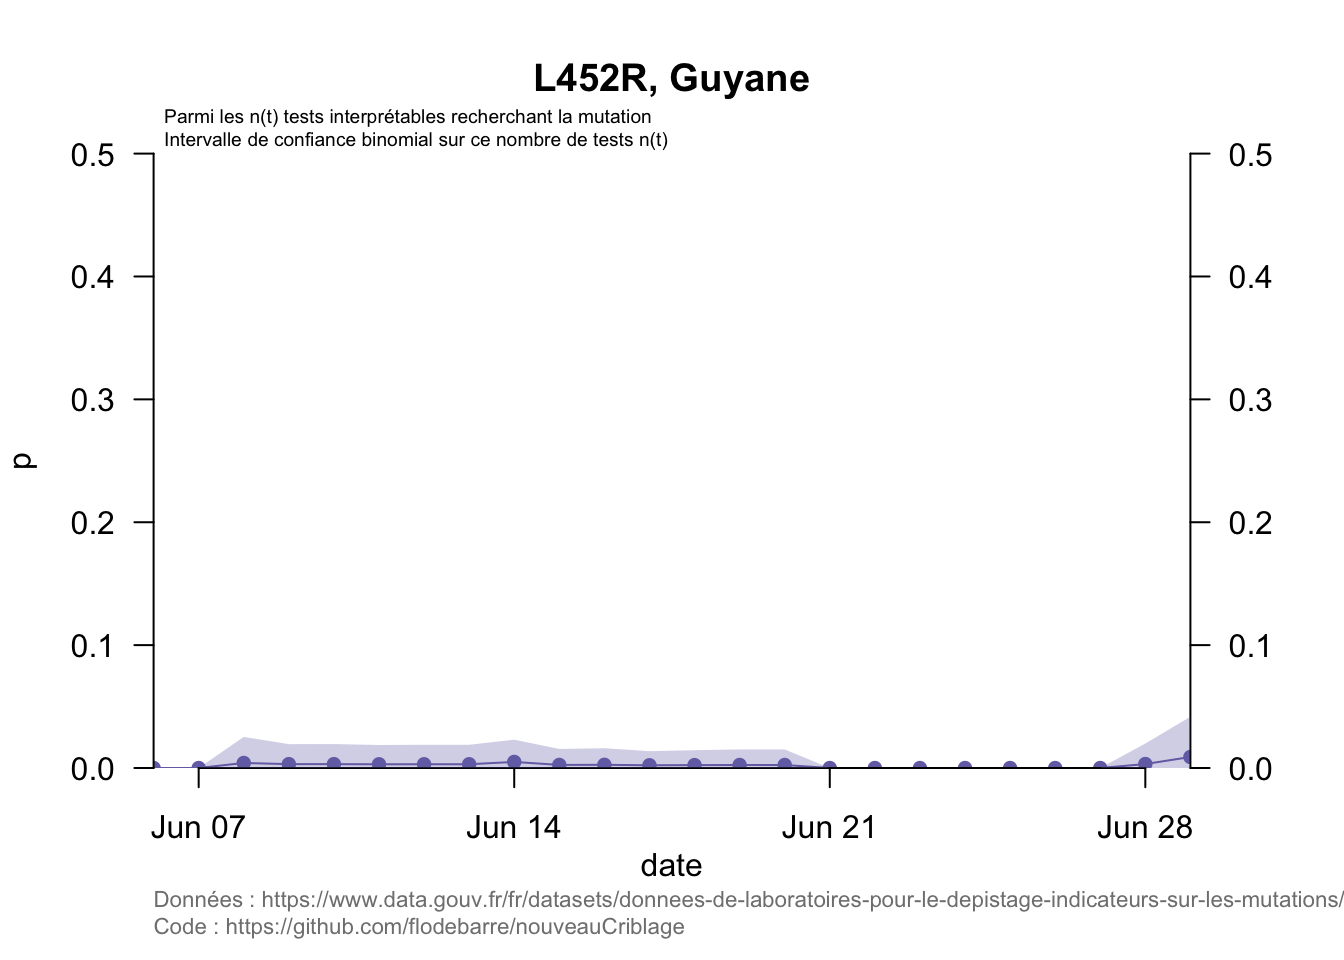 L452R, Guyane
Parmi les n(t) tests interprétables recherchant la mutation
Intervalle de confiance binomial sur ce nombre de tests n(t)
0.5
0.4
0.3
0.2
0.1
0.0
p
0.5
0.4
0.3
0.2
0.1
0.0
Jun 07 Jun 14 Jun 21 Jun 28
date
Données : https://www.data.gouv.fr/fr/datasets/donnees-de-laboratoires-pour-le-depistage-indicateurs-sur-les-mutations/
Code : https://github.com/flodebarre/nouveauCriblage